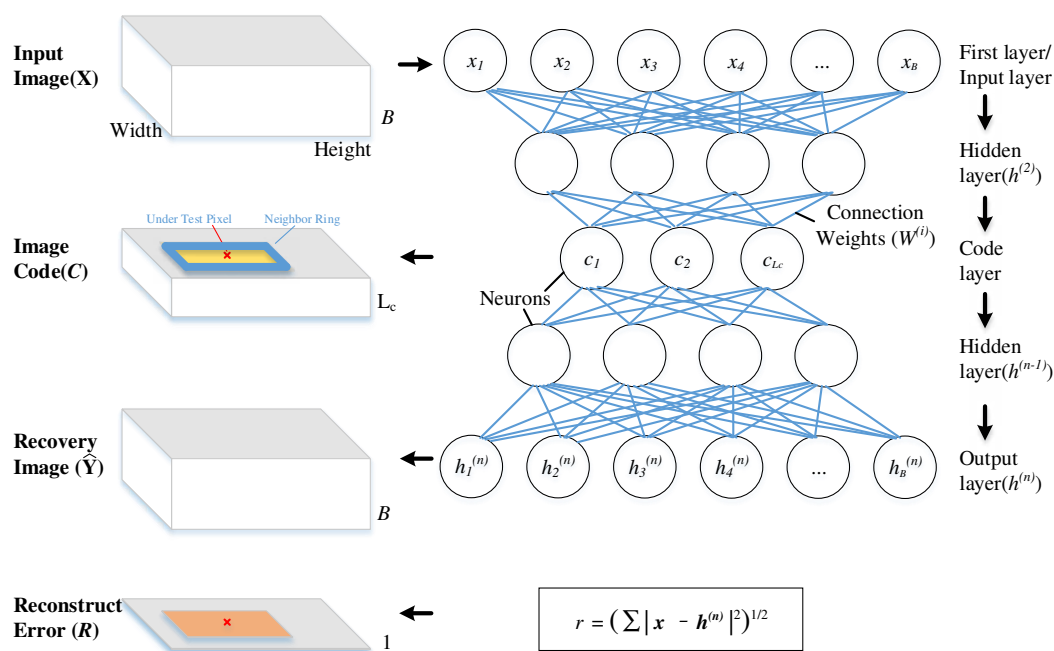 Input
Image(X)
Width
Height
B
x1 x2 x3 x4 ... xB
First layer/
Input layer
Hidden
layer(h^(2))
Under Test Pixel
Neighbor Ring
Connection
Weights (W^(i))
Image
Code(C)
Lc
c1 c2 cLc
Code
layer
Neurons
Hidden
layer(h^(n-1))
Recovery
Image (Ŷ)
B
h1^(n) h2^(n) h3^(n) h4^(n) ... hB^(n)
Output
layer(h^(n))
Reconstruct
Error (R)
1
r = (∑|x - h^(n)|^2)^1/2